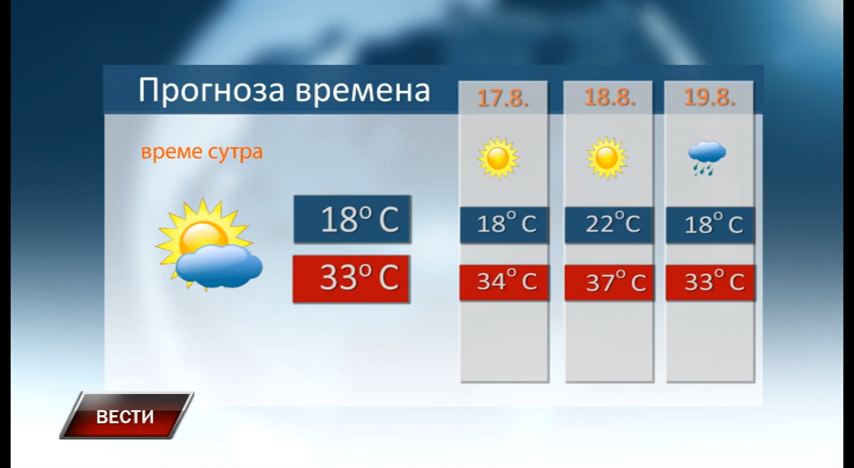 Прогноза времена
време сутра
18° C
33° C
17.8.
18° C
34° C
18.8.
22°C
37° C
19.8.
18° C
33° C
ВЕСТИ